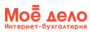 Моё дело
Интернет-бухгалтерия